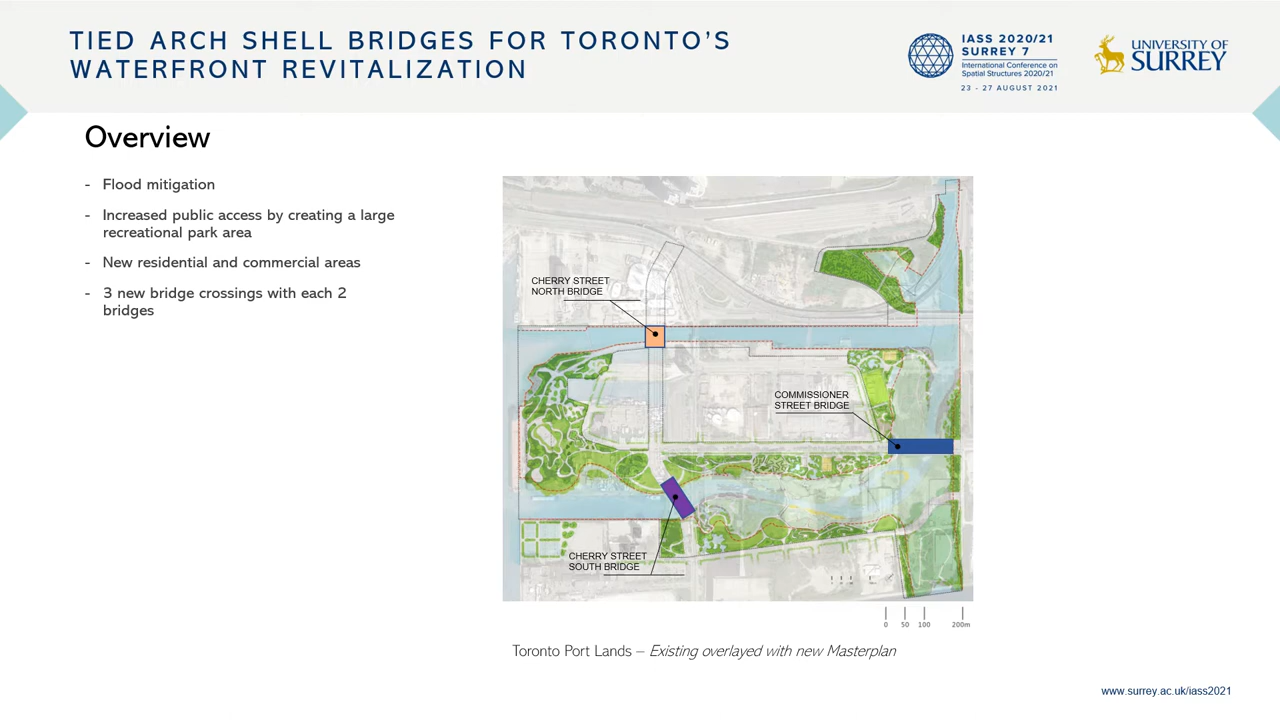 TIED ARCH SHELL BRIDGES FOR TORONTO'S
WATERFRONT REVITALIZATION
IASS 2020/21
SURREY 7
International Conference on
Spatial Structures 2020/21
23 - 27 AUGUST 2021
UNIVERSITY OF
SURREY
Overview
- Flood mitigation
- Increased public access by creating a large
recreational park area
- New residential and commercial areas
- 3 new bridge crossings with each 2
bridges
CHERRY STREET
NORTH BRIDGE
COMMISSIONER
STREET BRIDGE
CHERRY STREET
SOUTH BRIDGE
0 50 100 200m
Toronto Port Lands – Existing overlayed with new Masterplan
www.surrey.ac.uk/iass2021